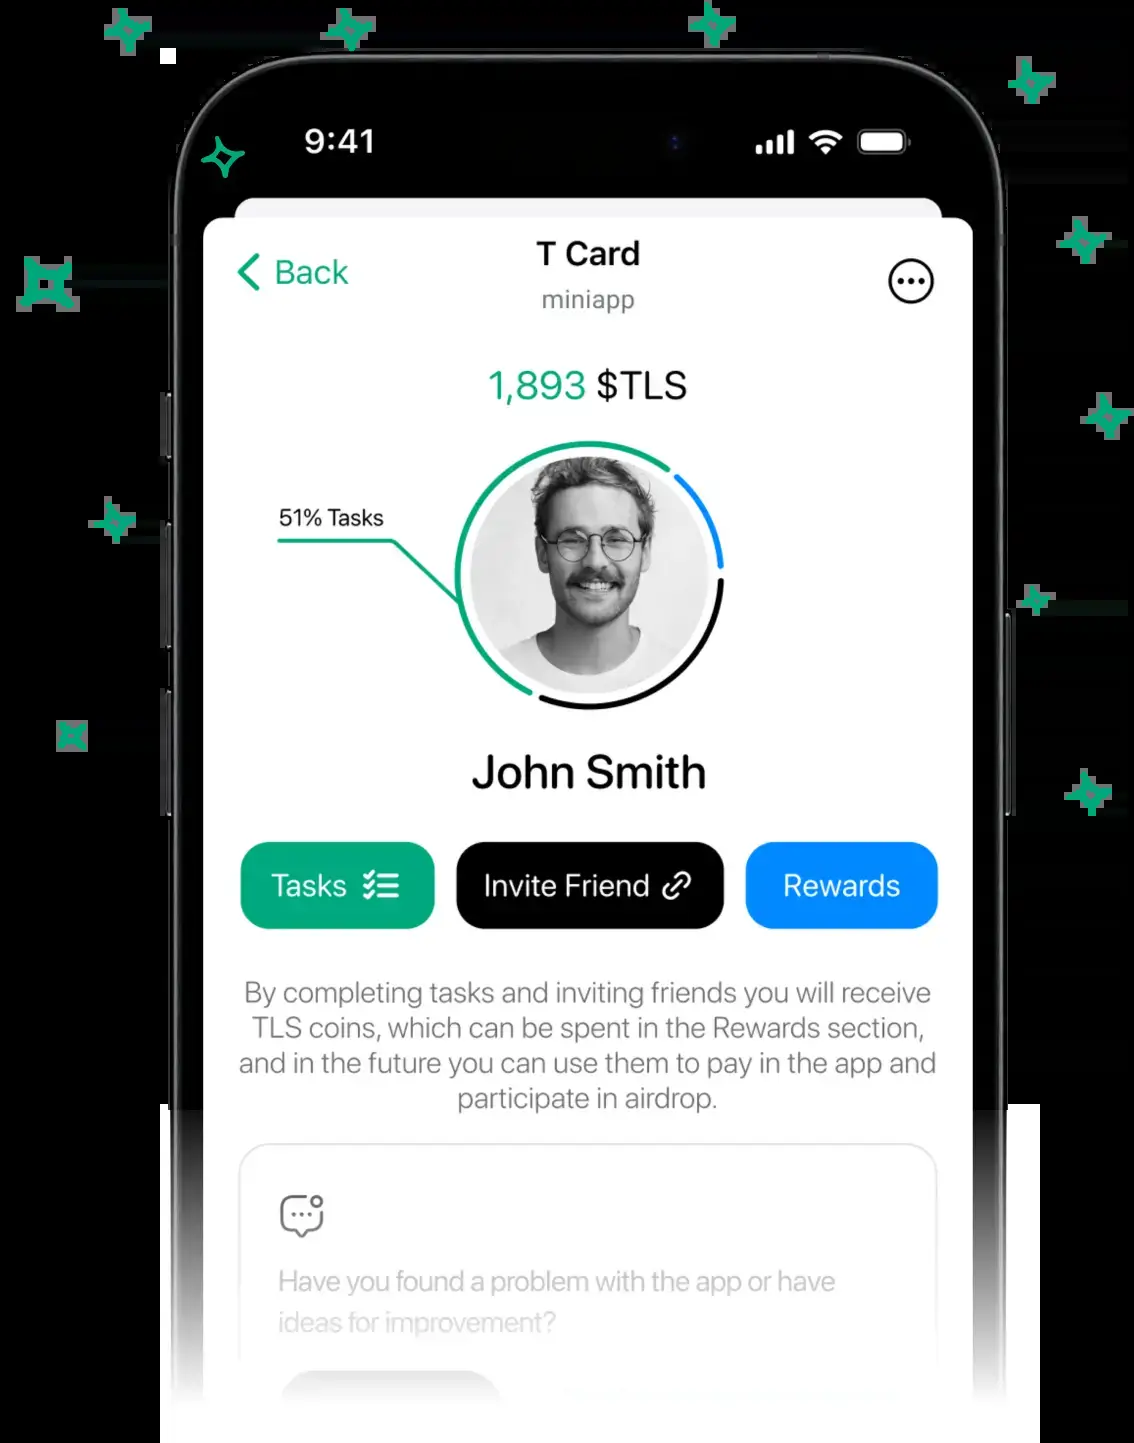 9:41
Back
T Card
miniapp
1,893 $TLS
51% Tasks
John Smith
Tasks
Invite Friend
Rewards
By completing tasks and inviting friends you will receive
TLS coins, which can be spent in the Rewards section,
and in the future you can use them to pay in the app and
participate in airdrop.
Have you found a problem with the app or have
ideas for improvement?